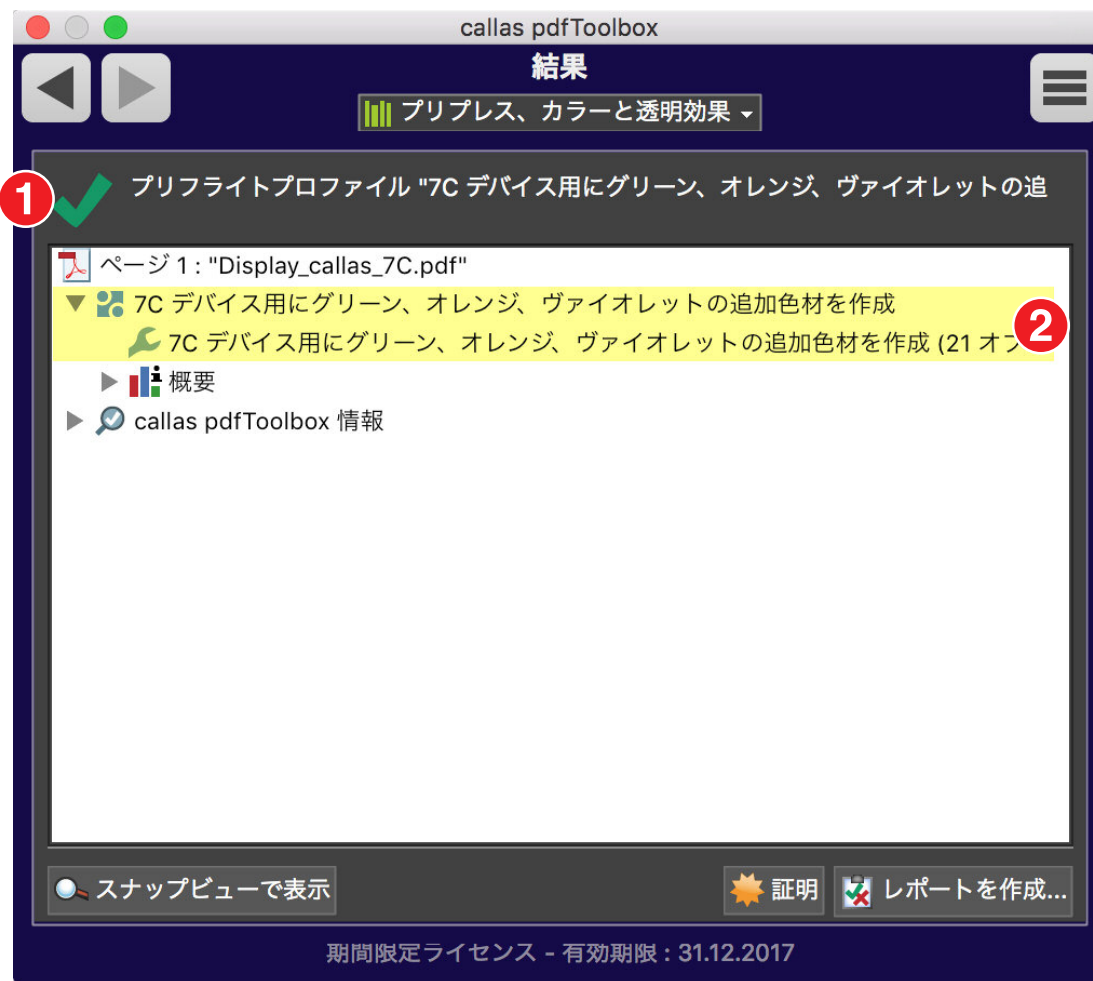 callas pdfToolbox
結果
プリプレス、カラーと透明効果
1
プリフライトプロファイル "7C デバイス用にグリーン、オレンジ、ヴァイオレットの追
ページ 1 : "Display_callas_7C.pdf"
7C デバイス用にグリーン、オレンジ、ヴァイオレットの追加色材を作成
2
7C デバイス用にグリーン、オレンジ、ヴァイオレットの追加色材を作成 (21 オブ
概要
callas pdfToolbox 情報
スナップビューで表示
証明
レポートを作成...
期間限定ライセンス - 有効期限 : 31.12.2017